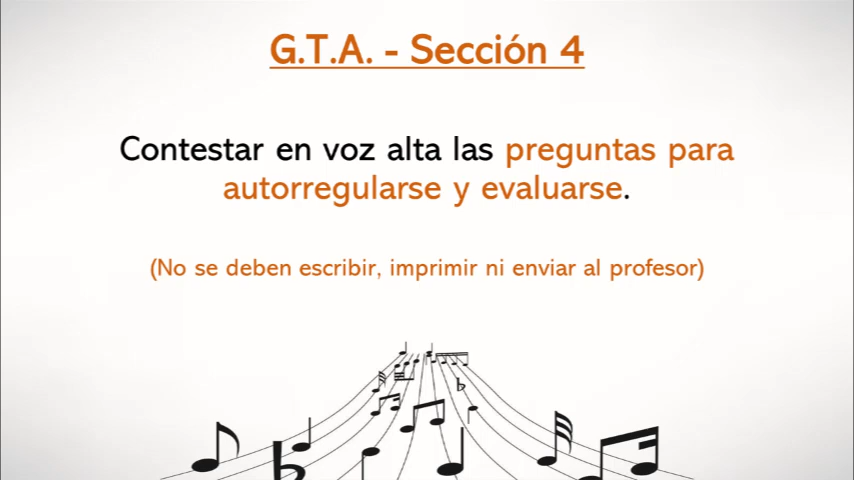 G.T.A. - Sección 4
Contestar en voz alta las preguntas para
autorregularse y evaluarse.
(No se deben escribir, imprimir ni enviar al profesor)